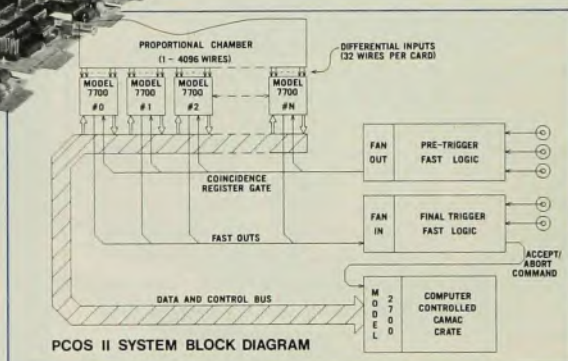 PROPORTIONAL CHAMBER
(1 - 4096 WIRES)
DIFFERENTIAL INPUTS
(32 WIRES PER CARD)
MODEL
7700
#0
MODEL
7700
#1
MODEL
7700
#2
MODEL
7700
#N
COINCIDENCE
REGISTER GATE
FAN
OUT
PRE-TRIGGER
FAST LOGIC
FAST OUTS
FAN
IN
FINAL TRIGGER
FAST LOGIC
ACCEPT/
ABORT
COMMAND
DATA AND CONTROL BUS
MODEL
2700
COMPUTER
CONTROLLED
CAMAC
CRATE
PCOS II SYSTEM BLOCK DIAGRAM